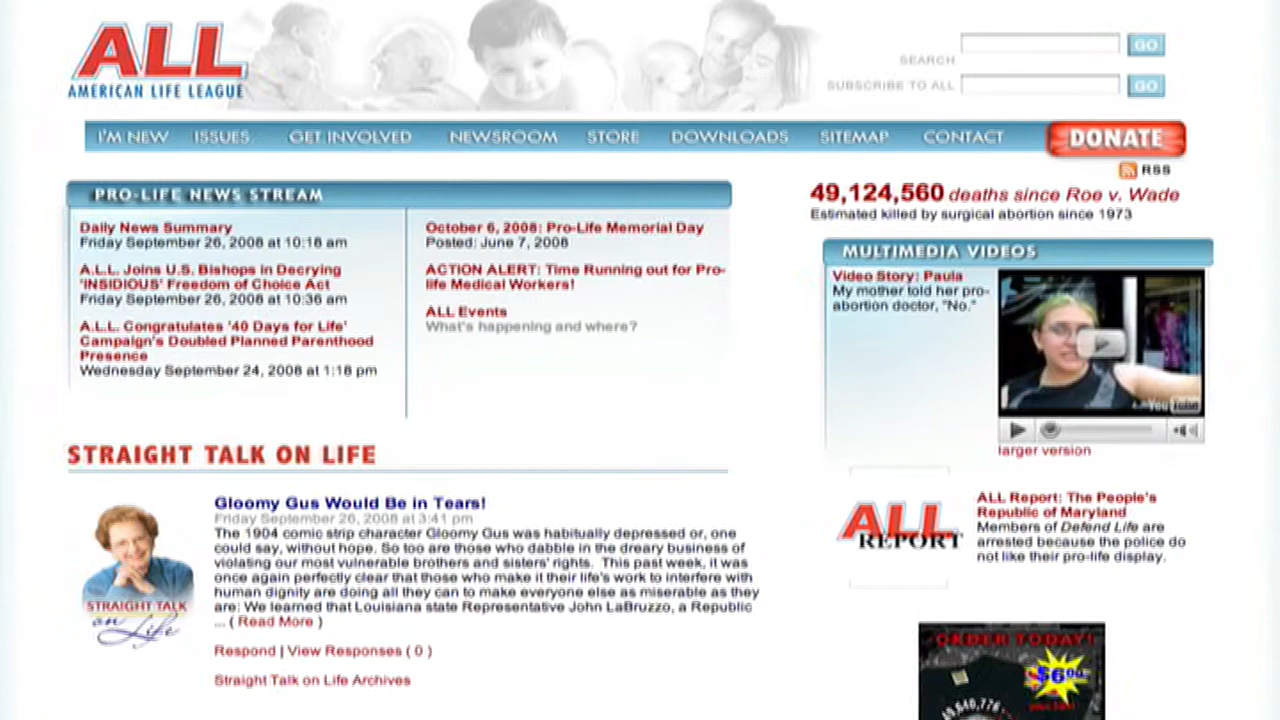 ALL
AMERICAN LIFE LEAGUE
SEARCH
GO
SUBSCRIBE TO ALL
GO
I'M NEW
ISSUES
GET INVOLVED
NEWSROOM
STORE
DOWNLOADS
SITEMAP
CONTACT
DONATE
RSS
PRO-LIFE NEWS STREAM
Daily News Summary
Friday September 26, 2008 at 10:18 am
A.L.L. Joins U.S. Bishops in Decrying
'INSIDIOUS' Freedom of Choice Act
Friday September 26, 2008 at 10:36 am
A.L.L. Congratulates '40 Days for Life'
Campaign's Doubled Planned Parenthood
Presence
Wednesday September 24, 2008 at 1:18 pm
October 6, 2008: Pro-Life Memorial Day
Posted: June 7, 2008
ACTION ALERT: Time Running out for Pro-
life Medical Workers!
ALL Events
What's happening and where?
49,124,560 deaths since Roe v. Wade
Estimated killed by surgical abortion since 1973
MULTIMEDIA VIDEOS
Video Story: Paula
My mother told her pro-
abortion doctor, "No."
You Tube
larger version
STRAIGHT TALK ON LIFE
STRAIGHT TALK
on Life
Gloomy Gus Would Be in Tears!
Friday September 26, 2008 at 3:41 pm
The 1904 comic strip character Gloomy Gus was habitually depressed or, one
could say, without hope. So too are those who dabble in the dreary business of
violating our most vulnerable brothers and sisters' rights. This past week, it was
once again perfectly clear that those who make it their life's work to interfere with
human dignity are doing all they can to make everyone else as miserable as they
are: We learned that Louisiana state Representative John LaBruzzo, a Republic
... ( Read More )
Respond | View Responses ( 0 )
Straight Talk on Life Archives
ALL
REPORT
ALL Report: The People's
Republic of Maryland
Members of Defend Life are
arrested because the police do
not like their pro-life display.
ORDER TODAY!
$6.00